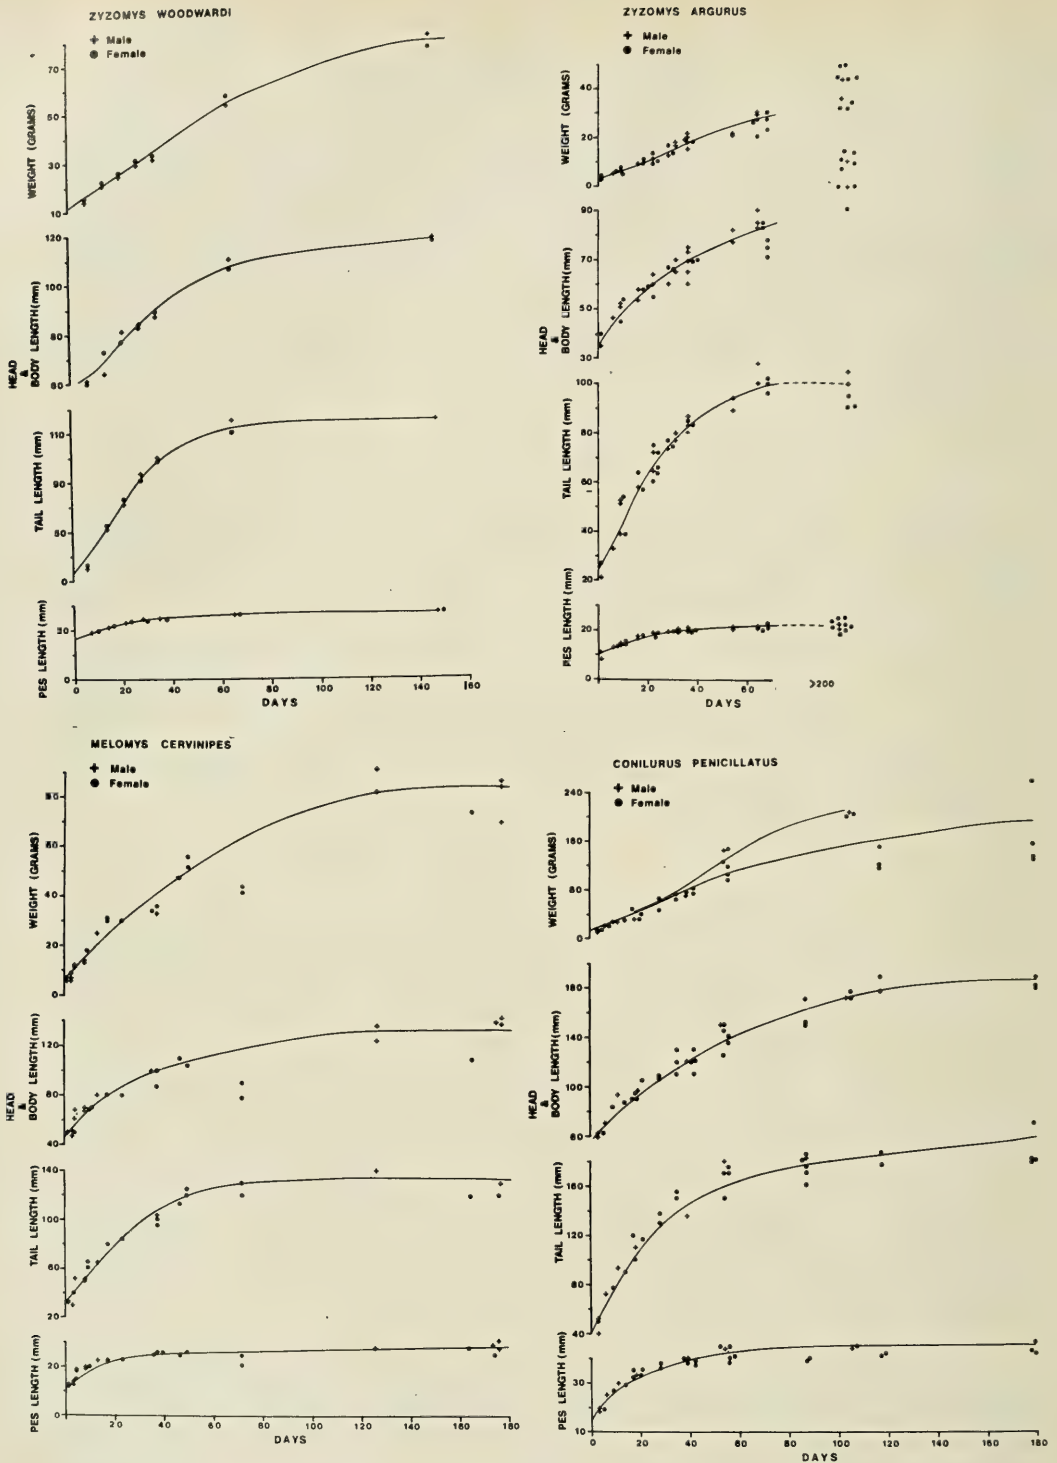 ZYZOMYS WOODWARDI
+ Male
● Female
WEIGHT (GRAMS)
70
50
30
10
HEAD & BODY LENGTH (mm)
120
100
80
60
TAIL LENGTH (mm)
110
90
50
0
PES LENGTH (mm)
30
0
0 20 40 60 80 100 120 140 160
DAYS
ZYZOMYS ARGURUS
+ Male
● Female
WEIGHT (GRAMS)
40
20
0
HEAD & BODY LENGTH (mm)
90
70
50
30
TAIL LENGTH (mm)
100
80
60
40
20
PES LENGTH (mm)
20
0
20 40 60 >200
DAYS
MELOMYS CERVINIPES
+ Male
● Female
WEIGHT (GRAMS)
80
60
40
20
0
HEAD & BODY LENGTH (mm)
120
80
40
TAIL LENGTH (mm)
140
100
60
20
PES LENGTH (mm)
20
0
20 40 60 80 100 120 140 160 180
DAYS
CONILURUS PENICILLATUS
+ Male
● Female
WEIGHT (GRAMS)
240
160
80
0
HEAD & BODY LENGTH (mm)
180
140
100
60
TAIL LENGTH (mm)
160
120
80
40
PES LENGTH (mm)
30
10
0 20 40 60 80 100 120 140 160 180
DAYS